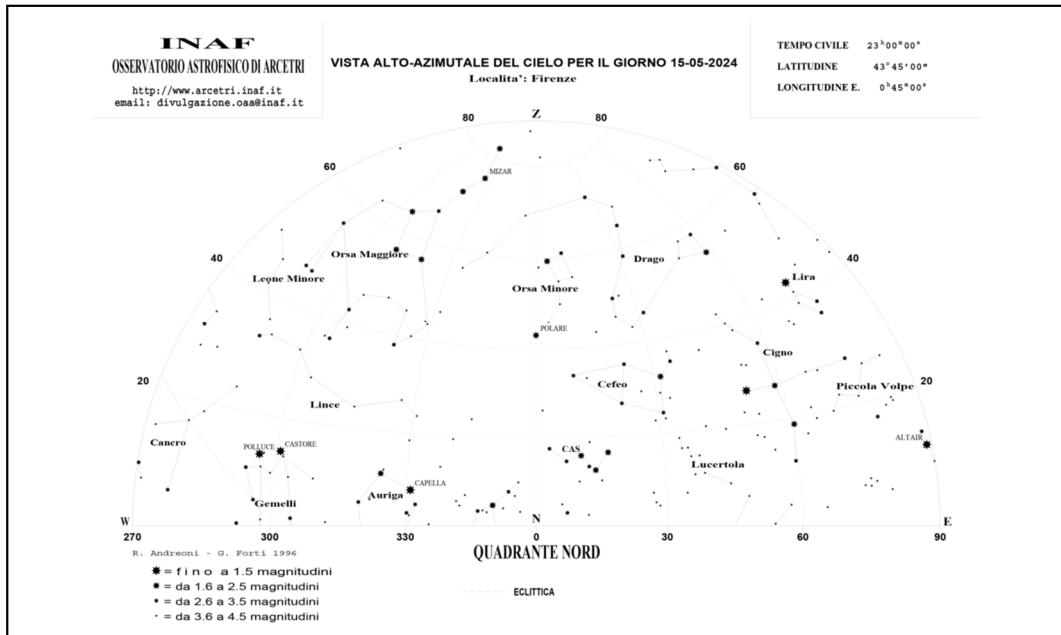 INAF
OSSERVATORIO ASTROFISICO DI ARCETRI
http://www.arcetri.inaf.it
email: divulgazione.oaa@inaf.it
VISTA ALTO-AZIMUTALE DEL CIELO PER IL GIORNO 15-05-2024
Localita': Firenze
TEMPO CIVILE 23h00m00s
LATITUDINE 43°45'00"
LONGITUDINE E. 0h45m00s
80 Z 80
60 60
MIZAR
Orsa Maggiore Drago
40 Leone Minore Orsa Minore Lira 40
POLARE
Cigno
20 Cefeo Piccola Volpe 20
Lince
Cancro POLLUCE CASTORE CAS ALTAIR
Lucertola
Gemelli Auriga CAPELLA
W N E
270 300 330 0 30 60 90
R. Andreoni - G. Forti 1996
QUADRANTE NORD
= fino a 1.5 magnitudini
= da 1.6 a 2.5 magnitudini
= da 2.6 a 3.5 magnitudini
= da 3.6 a 4.5 magnitudini
ECLITTICA